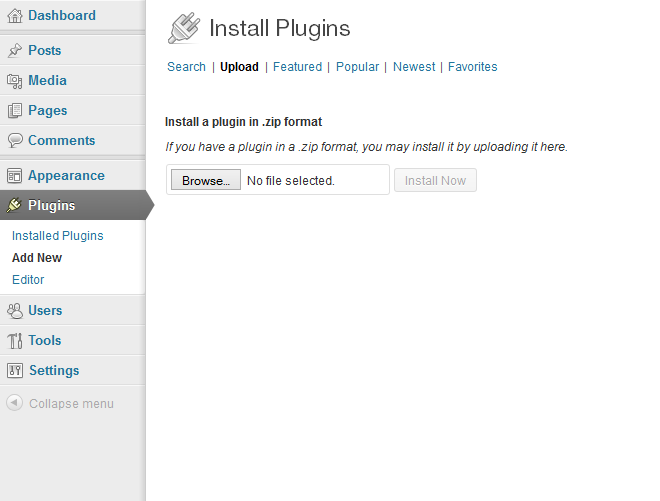 Dashboard
Posts
Media
Pages
Comments
Appearance
Plugins
Installed Plugins
Add New
Editor
Users
Tools
Settings
Collapse menu
Install Plugins
Search | Upload | Featured | Popular | Newest | Favorites
Install a plugin in .zip format
If you have a plugin in a .zip format, you may install it by uploading it here.
Browse... No file selected. Install Now